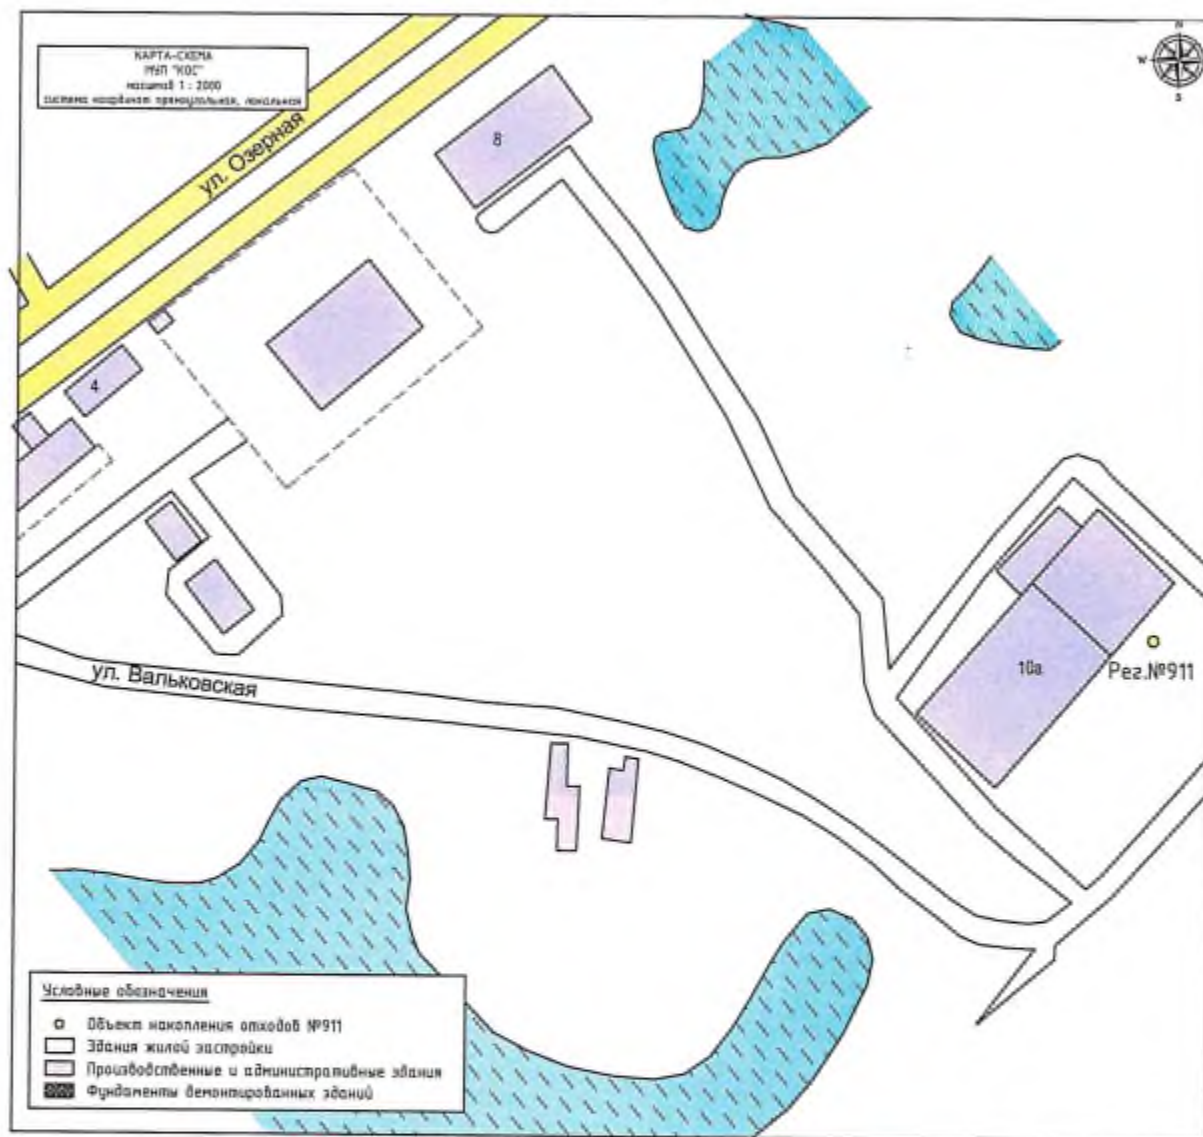 КАРТА-СХЕМА
МУП "КОС"
масштаб 1 : 2000
система координат прямоугольная, локальная
N
W
S
ул. Озерная
8
4
10а
Рег.№911
ул. Вальковская
Условные обозначения
Объект накопления отходов №911
Здания жилой застройки
Производственные и административные здания
Фундаменты демонтированных зданий